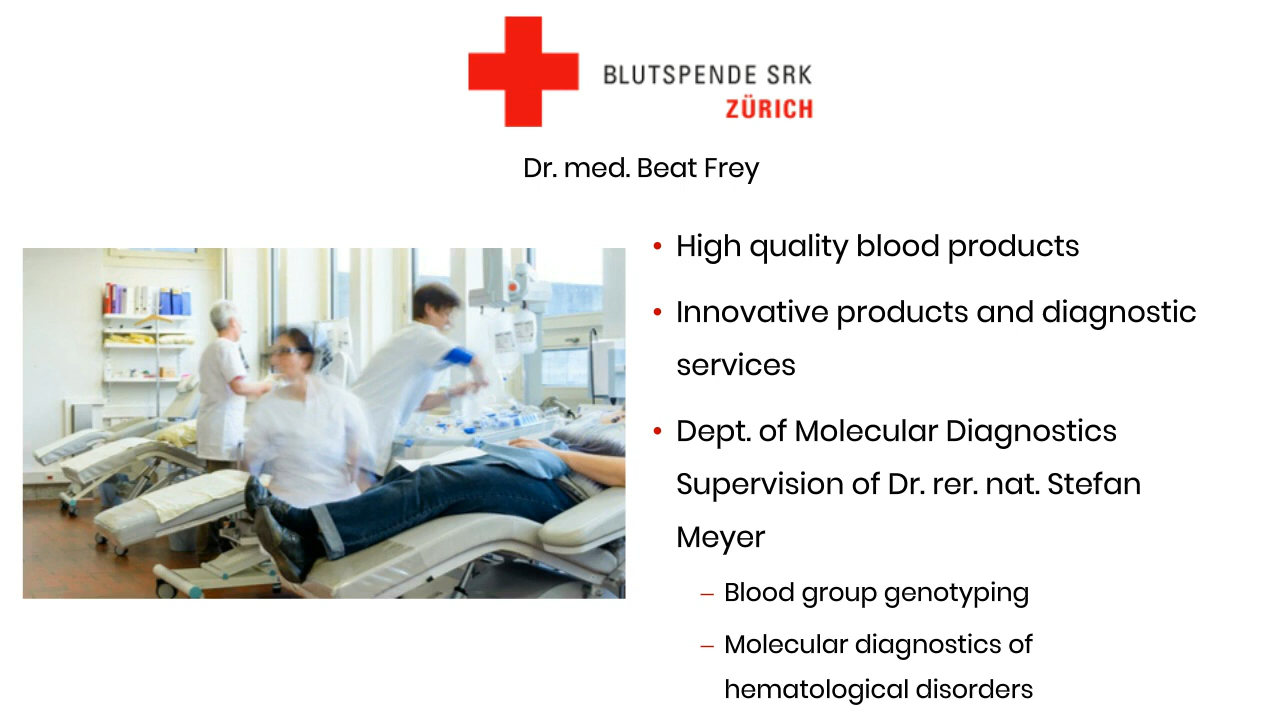 BLUTSPENDE SRK
ZÜRICH
Dr. med. Beat Frey
• High quality blood products
• Innovative products and diagnostic
services
• Dept. of Molecular Diagnostics
Supervision of Dr. rer. nat. Stefan
Meyer
– Blood group genotyping
– Molecular diagnostics of
hematological disorders